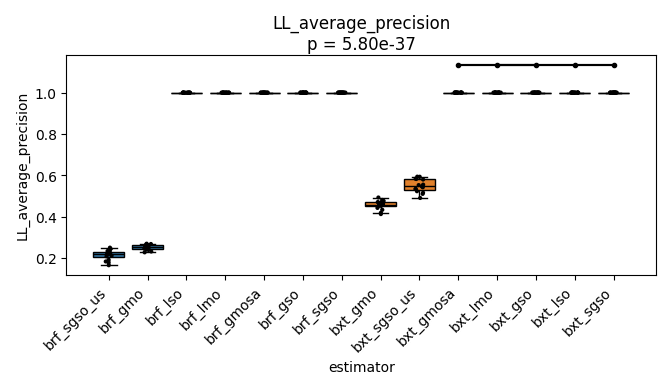 LL_average_precision
p = 5.80e-37
LL_average_precision
1.0
0.8
0.6
0.4
0.2
brf_sgso_us
brf_gmo
brf_lso
brf_lmo
brf_gmosa
brf_gso
brf_sgso
bxt_gmo
bxt_sgso_us
bxt_gmosa
bxt_lmo
bxt_gso
bxt_lso
bxt_sgso
estimator